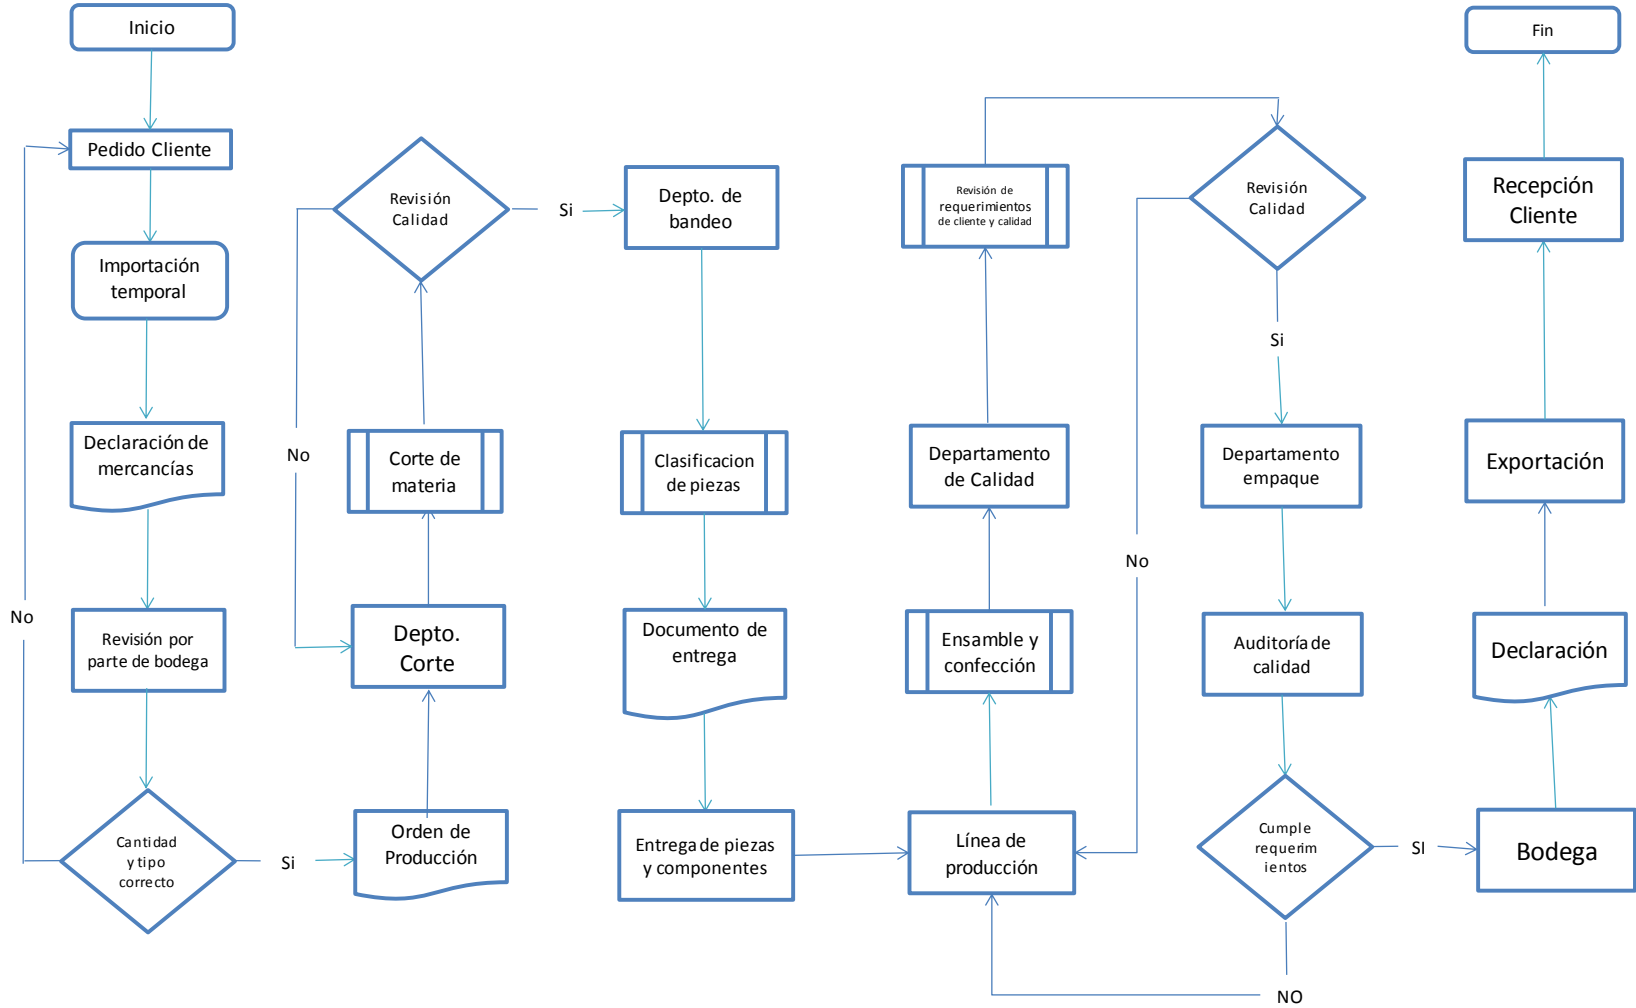 Inicio
Pedido Cliente
Importación
temporal
Declaración de
mercancías
Revisión por
parte de bodega
No
Cantidad
y tipo
correcto
Si
Orden de
Producción
Depto.
Corte
Corte de
materia
No
Revisión
Calidad
Si
Depto. de
bandeo
Clasificacion
de piezas
Documento de
entrega
Entrega de piezas
y componentes
Línea de
producción
Ensamble y
confección
Departamento
de Calidad
Revisión de
requerimientos
de cliente y calidad
Revisión
Calidad
No
Si
Departamento
empaque
Auditoría de
calidad
Cumple
requerim
ientos
NO
SI
Bodega
Declaración
Exportación
Recepción
Cliente
Fin